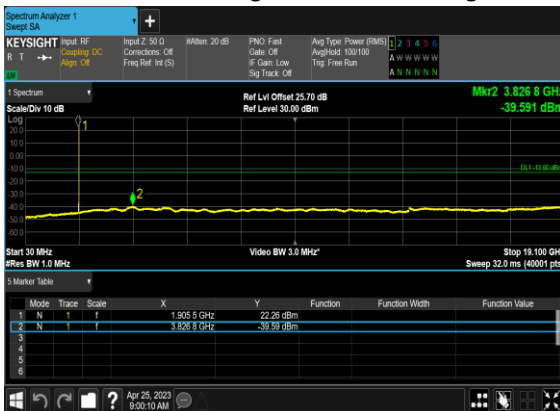 Spectrum Analyzer 1
Swept SA
KEYSIGHT
R T
LV
Input: RF
Coupling: DC
Align: Off
Input Z: 50 Ω
Corrections: Off
Freq Ref: Int (S)
#Atten: 20 dB
PNO: Fast
Gate: Off
IF Gain: Low
Sig Track: Off
Avg Type: Power (RMS)
Avg|Hold: 100/100
Trig: Free Run
1 2 3 4 5 6
A W W W W W
A N N N N N
1 Spectrum
Scale/Div 10 dB
Ref Lvl Offset 25.70 dB
Ref Level 30.00 dBm
Mkr2 3.826 8 GHz
-39.591 dBm
Log
20.0
10.0
0.00
-10.0
-20.0
-30.0
-40.0
-50.0
-60.0
1
2
DL1 -13.00 dBm
Start 30 MHz
#Res BW 1.0 MHz
Video BW 3.0 MHz*
Stop 19.100 GH
Sweep 32.0 ms (40001 pts
5 Marker Table
Mode Trace Scale X Y Function Function Width Function Value
1 N 1 f 1.905 5 GHz 22.26 dBm
2 N 1 f 3.826 8 GHz -39.59 dBm
3
4
5
6
?
Apr 25, 2023
9:00:10 AM